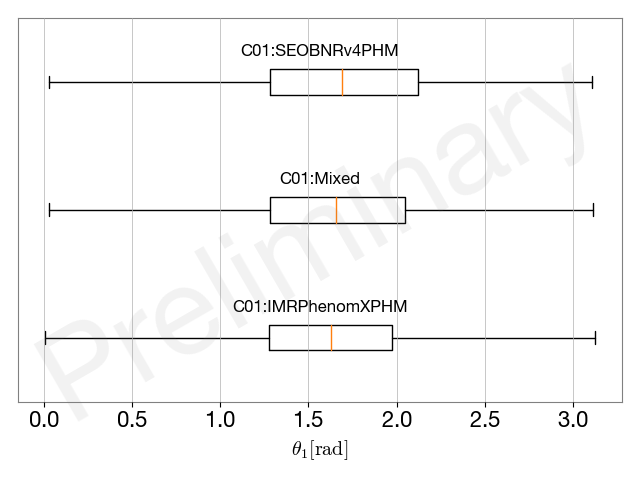 C01:SEOBNRv4PHM
C01:Mixed
C01:IMRPhenomXPHM
Preliminary
0.0 0.5 1.0 1.5 2.0 2.5 3.0
θ₁[rad]